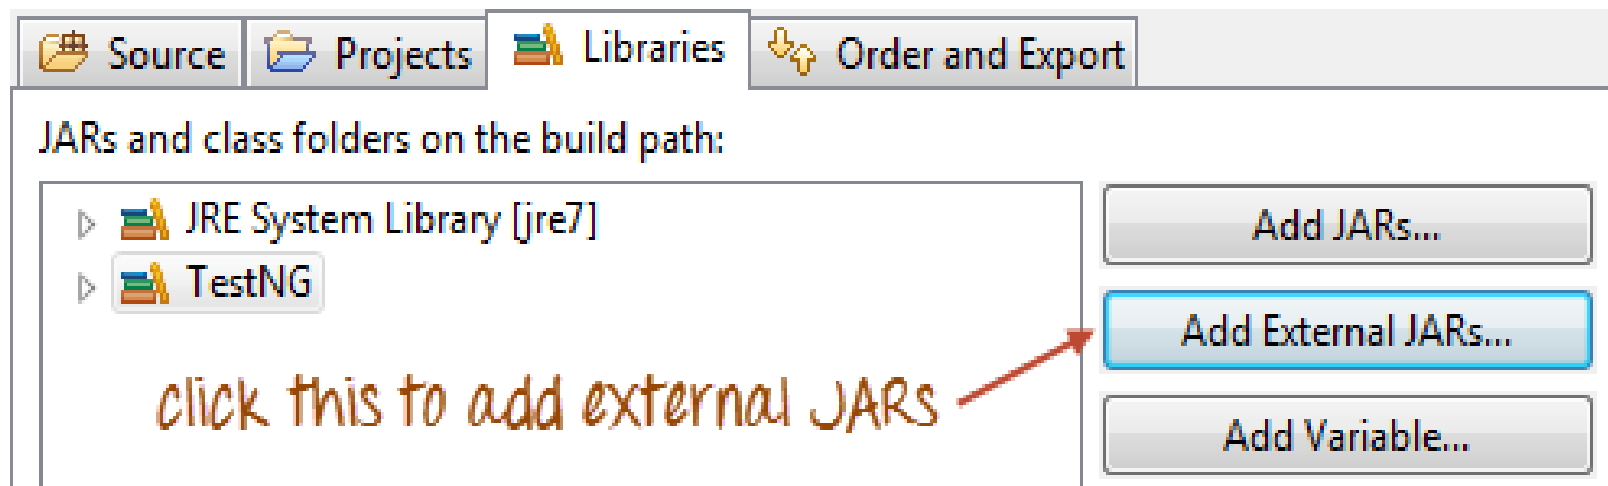 Source Projects Libraries Order and Export
JARs and class folders on the build path:
JRE System Library [jre7]
Add JARs...
TestNG
Add External JARs...
click this to add external JARs
Add Variable...